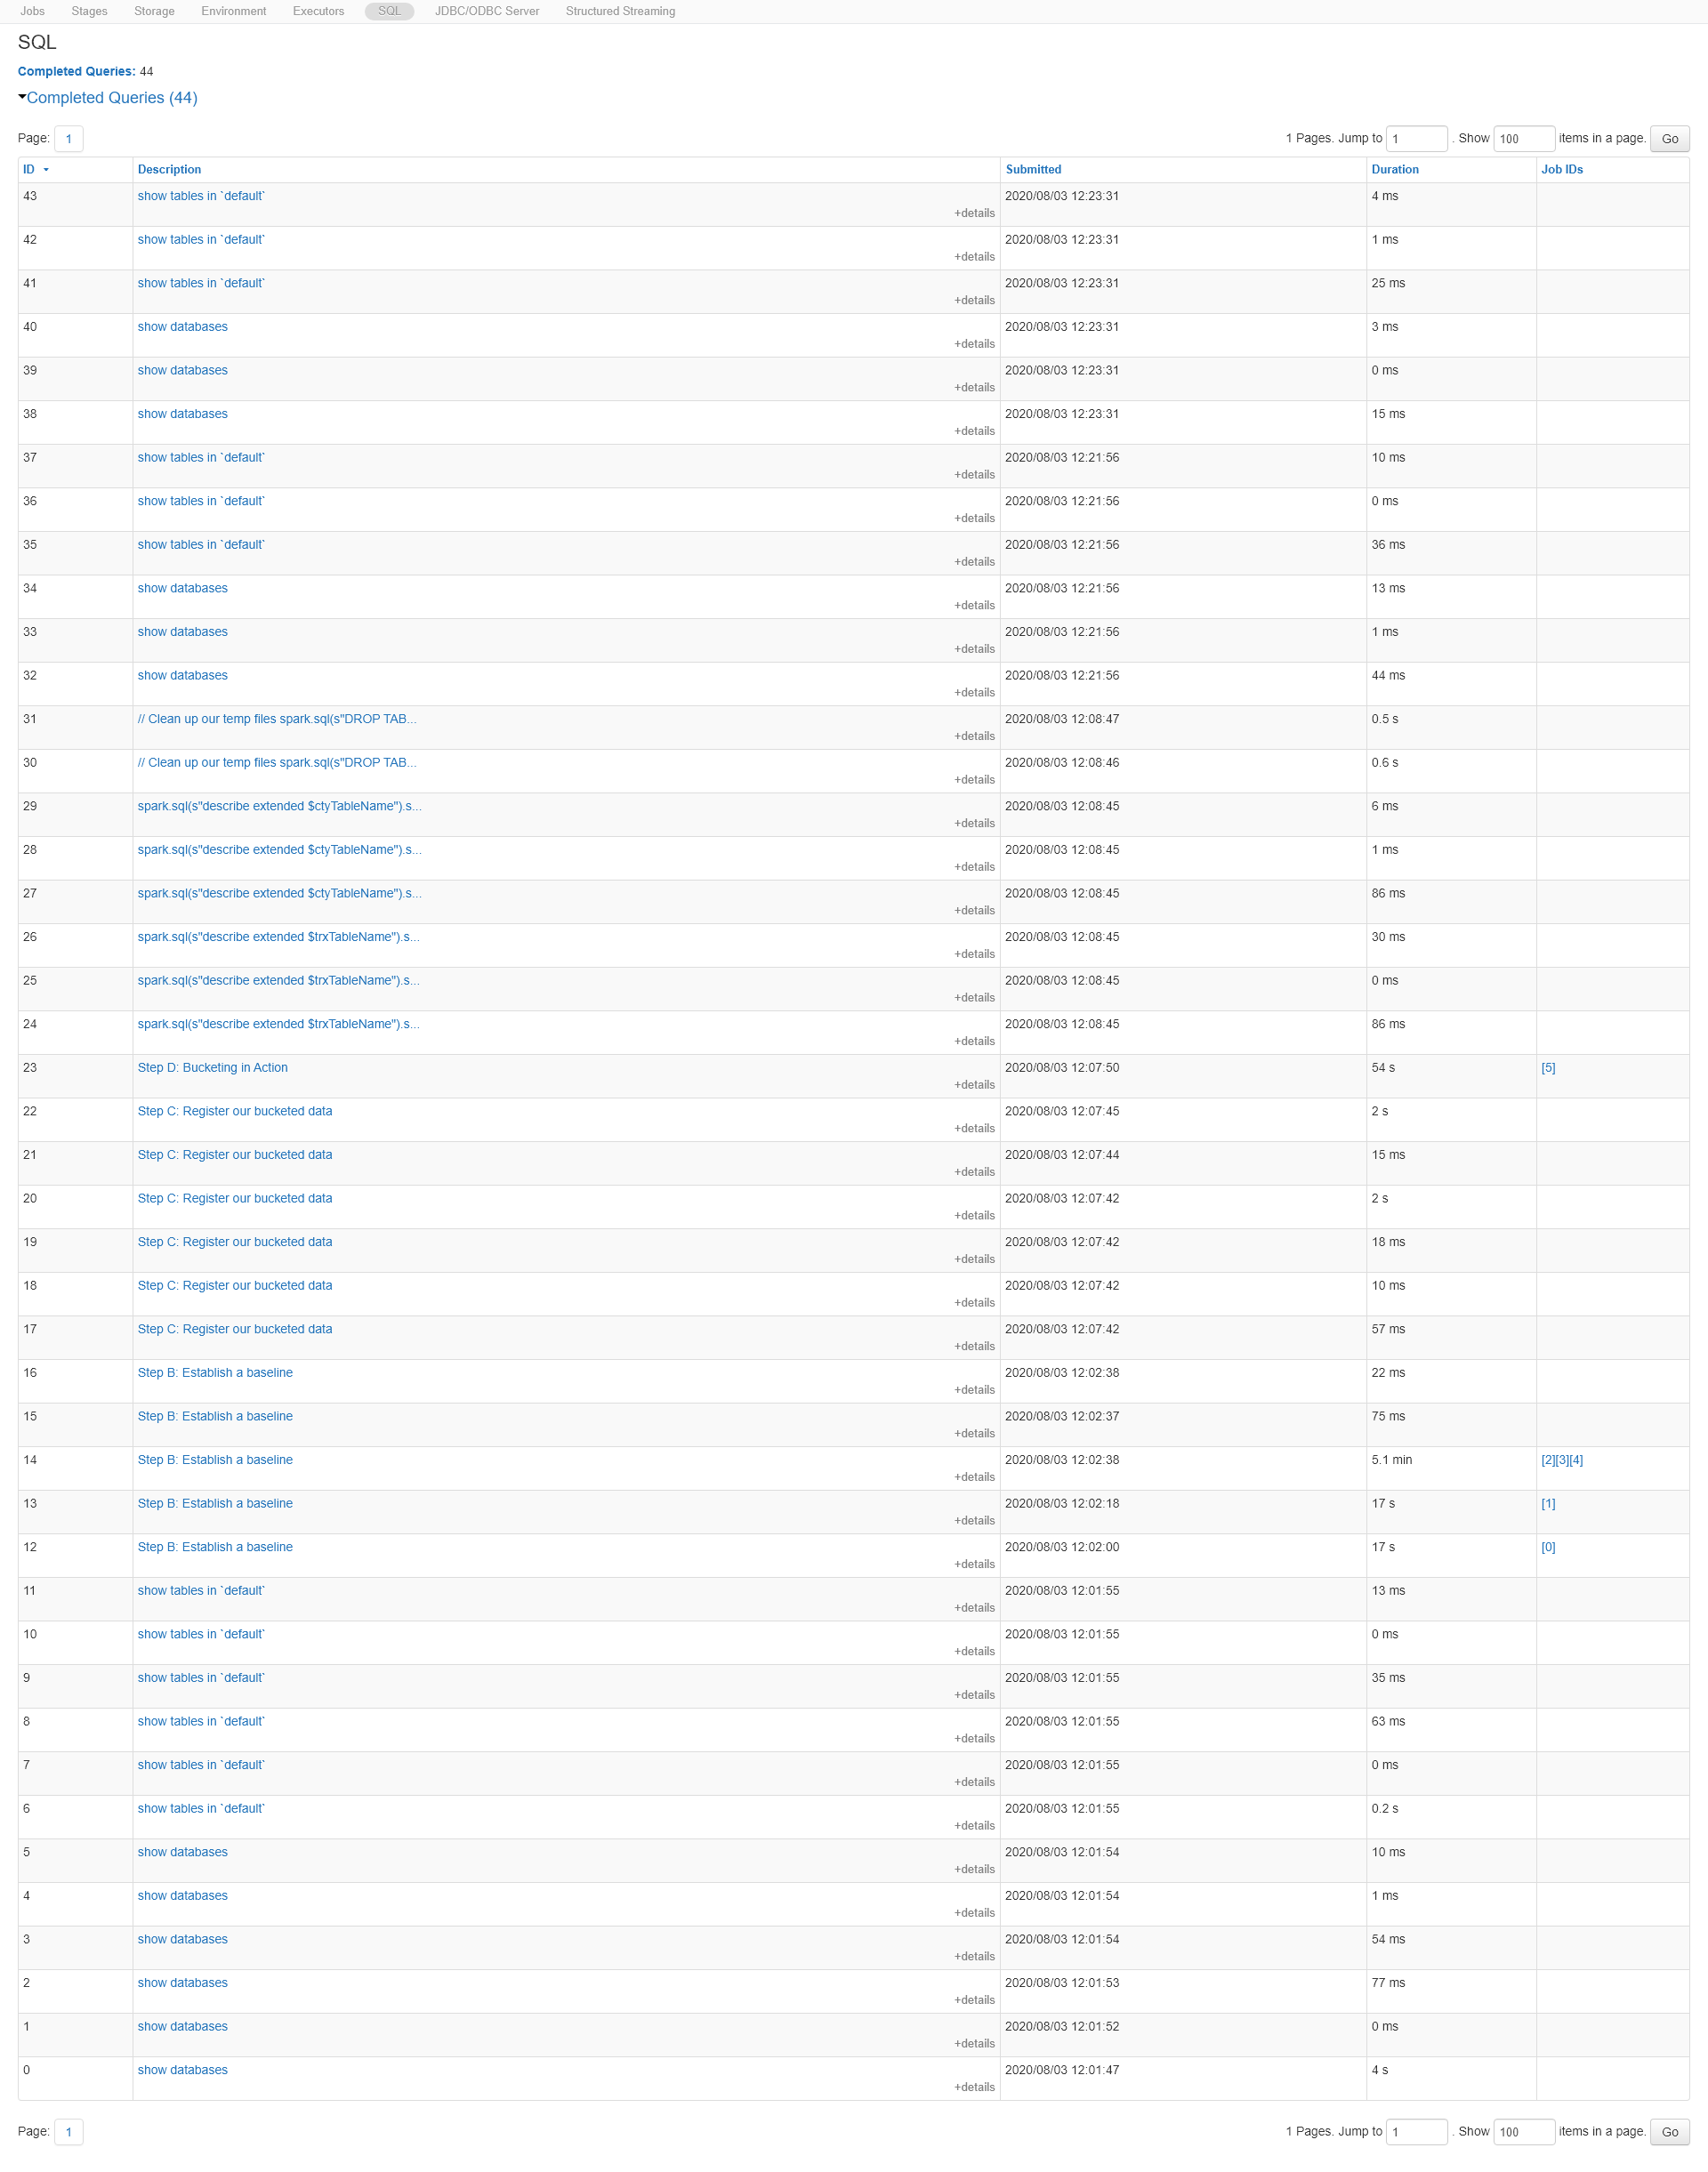 Jobs Stages Storage Environment Executors SQL JDBC/ODBC Server Structured Streaming
SQL
Completed Queries: 44
Completed Queries (44)
Page: 1 1 Pages. Jump to 1 . Show 100 items in a page. Go
ID Description Submitted Duration Job IDs
43 show tables in `default` 2020/08/03 12:23:31 4 ms
+details
42 show tables in `default` 2020/08/03 12:23:31 1 ms
+details
41 show tables in `default` 2020/08/03 12:23:31 25 ms
+details
40 show databases 2020/08/03 12:23:31 3 ms
+details
39 show databases 2020/08/03 12:23:31 0 ms
+details
38 show databases 2020/08/03 12:23:31 15 ms
+details
37 show tables in `default` 2020/08/03 12:21:56 10 ms
+details
36 show tables in `default` 2020/08/03 12:21:56 0 ms
+details
35 show tables in `default` 2020/08/03 12:21:56 36 ms
+details
34 show databases 2020/08/03 12:21:56 13 ms
+details
33 show databases 2020/08/03 12:21:56 1 ms
+details
32 show databases 2020/08/03 12:21:56 44 ms
+details
31 // Clean up our temp files spark.sql(s"DROP TAB... 2020/08/03 12:08:47 0.5 s
+details
30 // Clean up our temp files spark.sql(s"DROP TAB... 2020/08/03 12:08:46 0.6 s
+details
29 spark.sql(s"describe extended $ctyTableName").s... 2020/08/03 12:08:45 6 ms
+details
28 spark.sql(s"describe extended $ctyTableName").s... 2020/08/03 12:08:45 1 ms
+details
27 spark.sql(s"describe extended $ctyTableName").s... 2020/08/03 12:08:45 86 ms
+details
26 spark.sql(s"describe extended $trxTableName").s... 2020/08/03 12:08:45 30 ms
+details
25 spark.sql(s"describe extended $trxTableName").s... 2020/08/03 12:08:45 0 ms
+details
24 spark.sql(s"describe extended $trxTableName").s... 2020/08/03 12:08:45 86 ms
+details
23 Step D: Bucketing in Action 2020/08/03 12:07:50 54 s [5]
+details
22 Step C: Register our bucketed data 2020/08/03 12:07:45 2 s
+details
21 Step C: Register our bucketed data 2020/08/03 12:07:44 15 ms
+details
20 Step C: Register our bucketed data 2020/08/03 12:07:42 2 s
+details
19 Step C: Register our bucketed data 2020/08/03 12:07:42 18 ms
+details
18 Step C: Register our bucketed data 2020/08/03 12:07:42 10 ms
+details
17 Step C: Register our bucketed data 2020/08/03 12:07:42 57 ms
+details
16 Step B: Establish a baseline 2020/08/03 12:02:38 22 ms
+details
15 Step B: Establish a baseline 2020/08/03 12:02:37 75 ms
+details
14 Step B: Establish a baseline 2020/08/03 12:02:38 5.1 min [2][3][4]
+details
13 Step B: Establish a baseline 2020/08/03 12:02:18 17 s [1]
+details
12 Step B: Establish a baseline 2020/08/03 12:02:00 17 s [0]
+details
11 show tables in `default` 2020/08/03 12:01:55 13 ms
+details
10 show tables in `default` 2020/08/03 12:01:55 0 ms
+details
9 show tables in `default` 2020/08/03 12:01:55 35 ms
+details
8 show tables in `default` 2020/08/03 12:01:55 63 ms
+details
7 show tables in `default` 2020/08/03 12:01:55 0 ms
+details
6 show tables in `default` 2020/08/03 12:01:55 0.2 s
+details
5 show databases 2020/08/03 12:01:54 10 ms
+details
4 show databases 2020/08/03 12:01:54 1 ms
+details
3 show databases 2020/08/03 12:01:54 54 ms
+details
2 show databases 2020/08/03 12:01:53 77 ms
+details
1 show databases 2020/08/03 12:01:52 0 ms
+details
0 show databases 2020/08/03 12:01:47 4 s
+details
Page: 1 1 Pages. Jump to 1 . Show 100 items in a page. Go